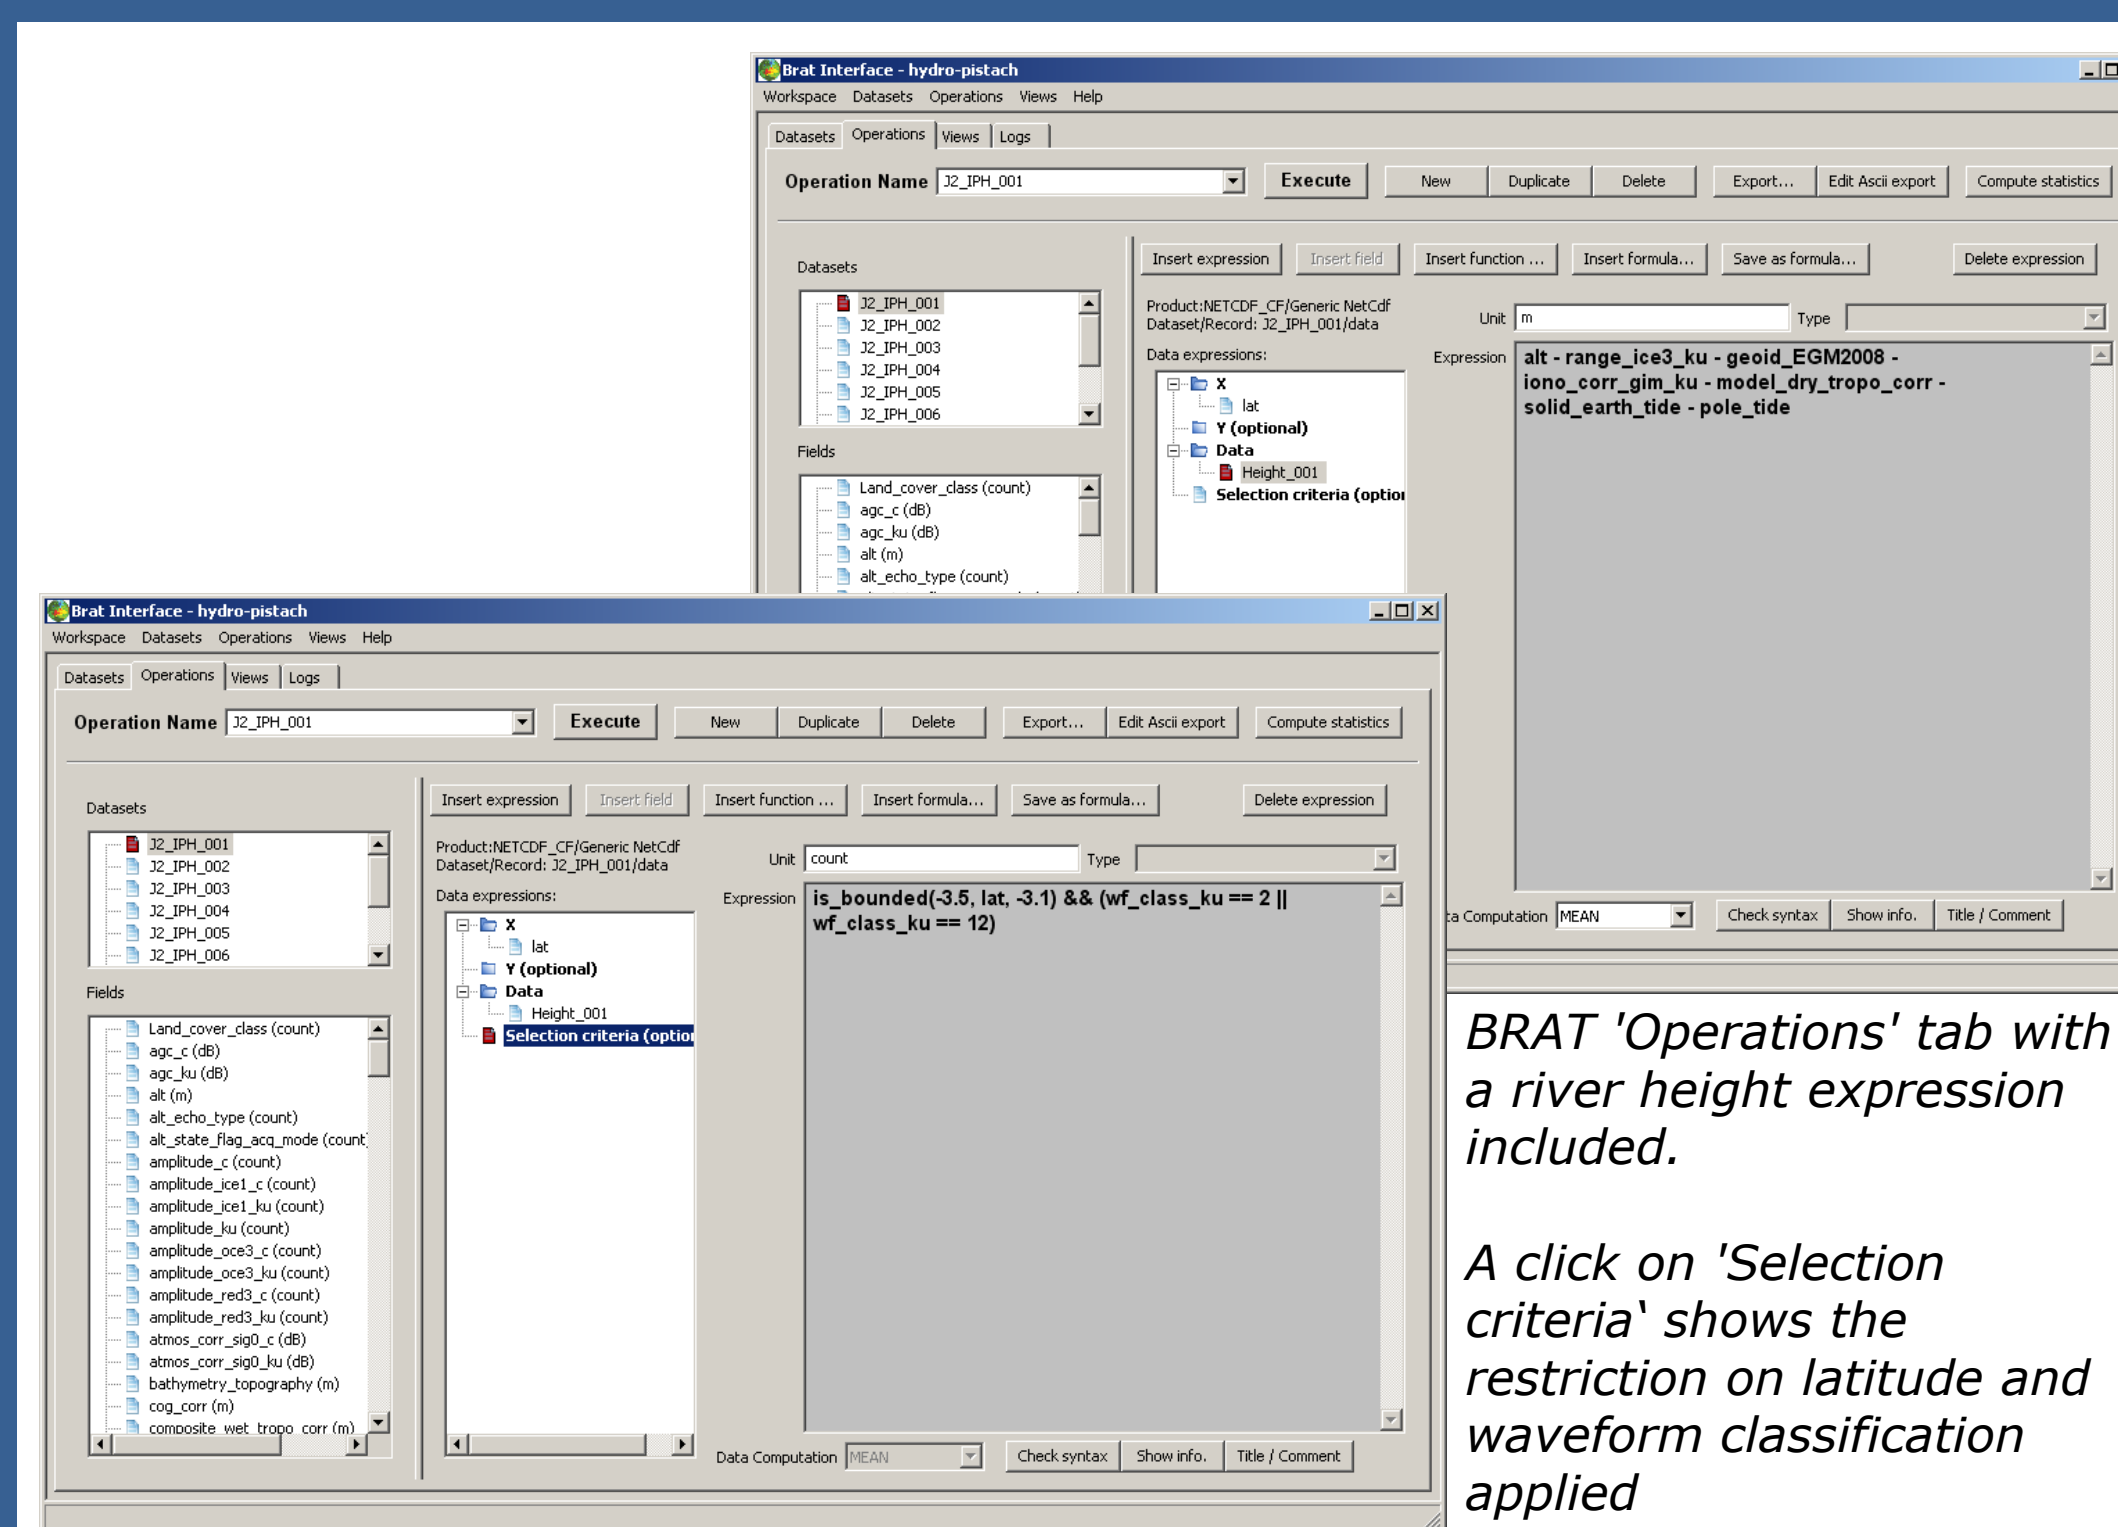 Brat Interface - hydro-pistach
Workspace Datasets Operations Views Help
Datasets Operations Views Logs
Operation Name J2_IPH_001 Execute New Duplicate Delete Export... Edit Ascii export Compute statistics
Insert expression Insert field Insert function ... Insert formula... Save as formula... Delete expression
Datasets
J2_IPH_001
J2_IPH_002
J2_IPH_003
J2_IPH_004
J2_IPH_005
J2_IPH_006
Fields
Land_cover_class (count)
agc_c (dB)
agc_ku (dB)
alt (m)
alt_echo_type (count)
Product:NETCDF_CF/Generic NetCdf
Dataset/Record: J2_IPH_001/data
Data expressions:
X
lat
Y (optional)
Data
Height_001
Selection criteria (optio
Unit m Type
Expression
alt - range_ice3_ku - geoid_EGM2008 -
iono_corr_gim_ku - model_dry_tropo_corr -
solid_earth_tide - pole_tide
ta Computation MEAN Check syntax Show info. Title / Comment
Brat Interface - hydro-pistach
Workspace Datasets Operations Views Help
Datasets Operations Views Logs
Operation Name J2_IPH_001 Execute New Duplicate Delete Export... Edit Ascii export Compute statistics
Insert expression Insert field Insert function ... Insert formula... Save as formula... Delete expression
Datasets
J2_IPH_001
J2_IPH_002
J2_IPH_003
J2_IPH_004
J2_IPH_005
J2_IPH_006
Fields
Land_cover_class (count)
agc_c (dB)
agc_ku (dB)
alt (m)
alt_echo_type (count)
alt_state_flag_acq_mode (count
amplitude_c (count)
amplitude_ice1_c (count)
amplitude_ice1_ku (count)
amplitude_ku (count)
amplitude_oce3_c (count)
amplitude_oce3_ku (count)
amplitude_red3_c (count)
amplitude_red3_ku (count)
atmos_corr_sig0_c (dB)
atmos_corr_sig0_ku (dB)
bathymetry_topography (m)
cog_corr (m)
composite_wet_tropo_corr (m)
Product:NETCDF_CF/Generic NetCdf
Dataset/Record: J2_IPH_001/data
Data expressions:
X
lat
Y (optional)
Data
Height_001
Selection criteria (optio
Unit count Type
Expression
is_bounded(-3.5, lat, -3.1) && (wf_class_ku == 2 ||
wf_class_ku == 12)
Data Computation MEAN Check syntax Show info. Title / Comment
BRAT 'Operations' tab with
a river height expression
included.
A click on 'Selection
criteria‛ shows the
restriction on latitude and
waveform classification
applied